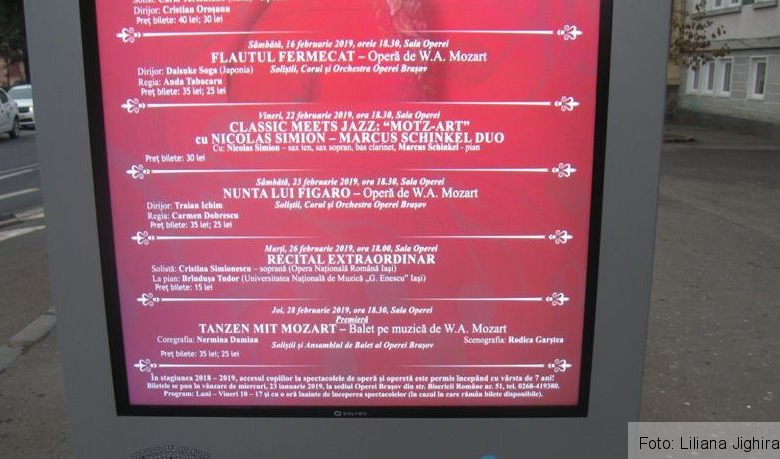 Dirijor: Cristian Oroșanu
Preț bilete: 40 lei; 30 lei
Sâmbătă, 16 februarie 2019, orele 18.30, Sala Operei
FLAUTUL FERMECAT – Operă de W.A. Mozart
Dirijor: Daisuke Soga (Japonia) Soliștii, Corul și Orchestra Operei Brașov
Regia: Anda Tabacaru
Preț bilete: 35 lei; 25 lei
Vineri, 22 februarie 2019, ora 18.30, Sala Operei
CLASSIC MEETS JAZZ: “MOTZ-ART”
cu NICOLAS SIMION – MARCUS SCHINKEL DUO
Cu: Nicolas Simion – sax ten, sax sopran, bas clarinet, Marcus Schinkel - pian
Preț bilete: 30 lei
Sâmbătă, 23 februarie 2019, ora 18.30, Sala Operei
NUNTA LUI FIGARO – Operă de W.A. Mozart
Dirijor: Traian Ichim Soliștii, Corul și Orchestra Operei Brașov
Regia: Carmen Dobrescu
Preț bilete: 35 lei; 25 lei
Marți, 26 februarie 2019, ora 18.00, Sala Operei
RECITAL EXTRAORDINAR
Solistă: Cristina Simionescu – soprană (Opera Națională Română Iași)
La pian: Brîndușa Tudor (Universitatea Națională de Muzică „G. Enescu” Iași)
Preț bilete: 15 lei
Joi, 28 februarie 2019, ora 18.30, Sala Operei
Premieră
TANZEN MIT MOZART – Balet pe muzică de W.A. Mozart
Coregrafia: Nermina Damian Scenografia: Rodica Garștea
Soliștii și Ansamblul de Balet al Operei Brașov
Preț bilete: 35 lei; 25 lei
În stagiunea 2018 – 2019, accesul copiilor la spectacolele de operă și operetă este permis începând cu vârsta de 7 ani!
Biletele se pun în vânzare de miercuri, 23 ianuarie 2019, la sediul Operei Brașov din str. Bisericii Române nr. 51, tel. 0268-419380.
Program: Luni – Vineri 10 – 17 și cu o oră înainte de începerea spectacolelor (în cazul în care rămân bilete disponibile).
Foto: Liliana Jighira